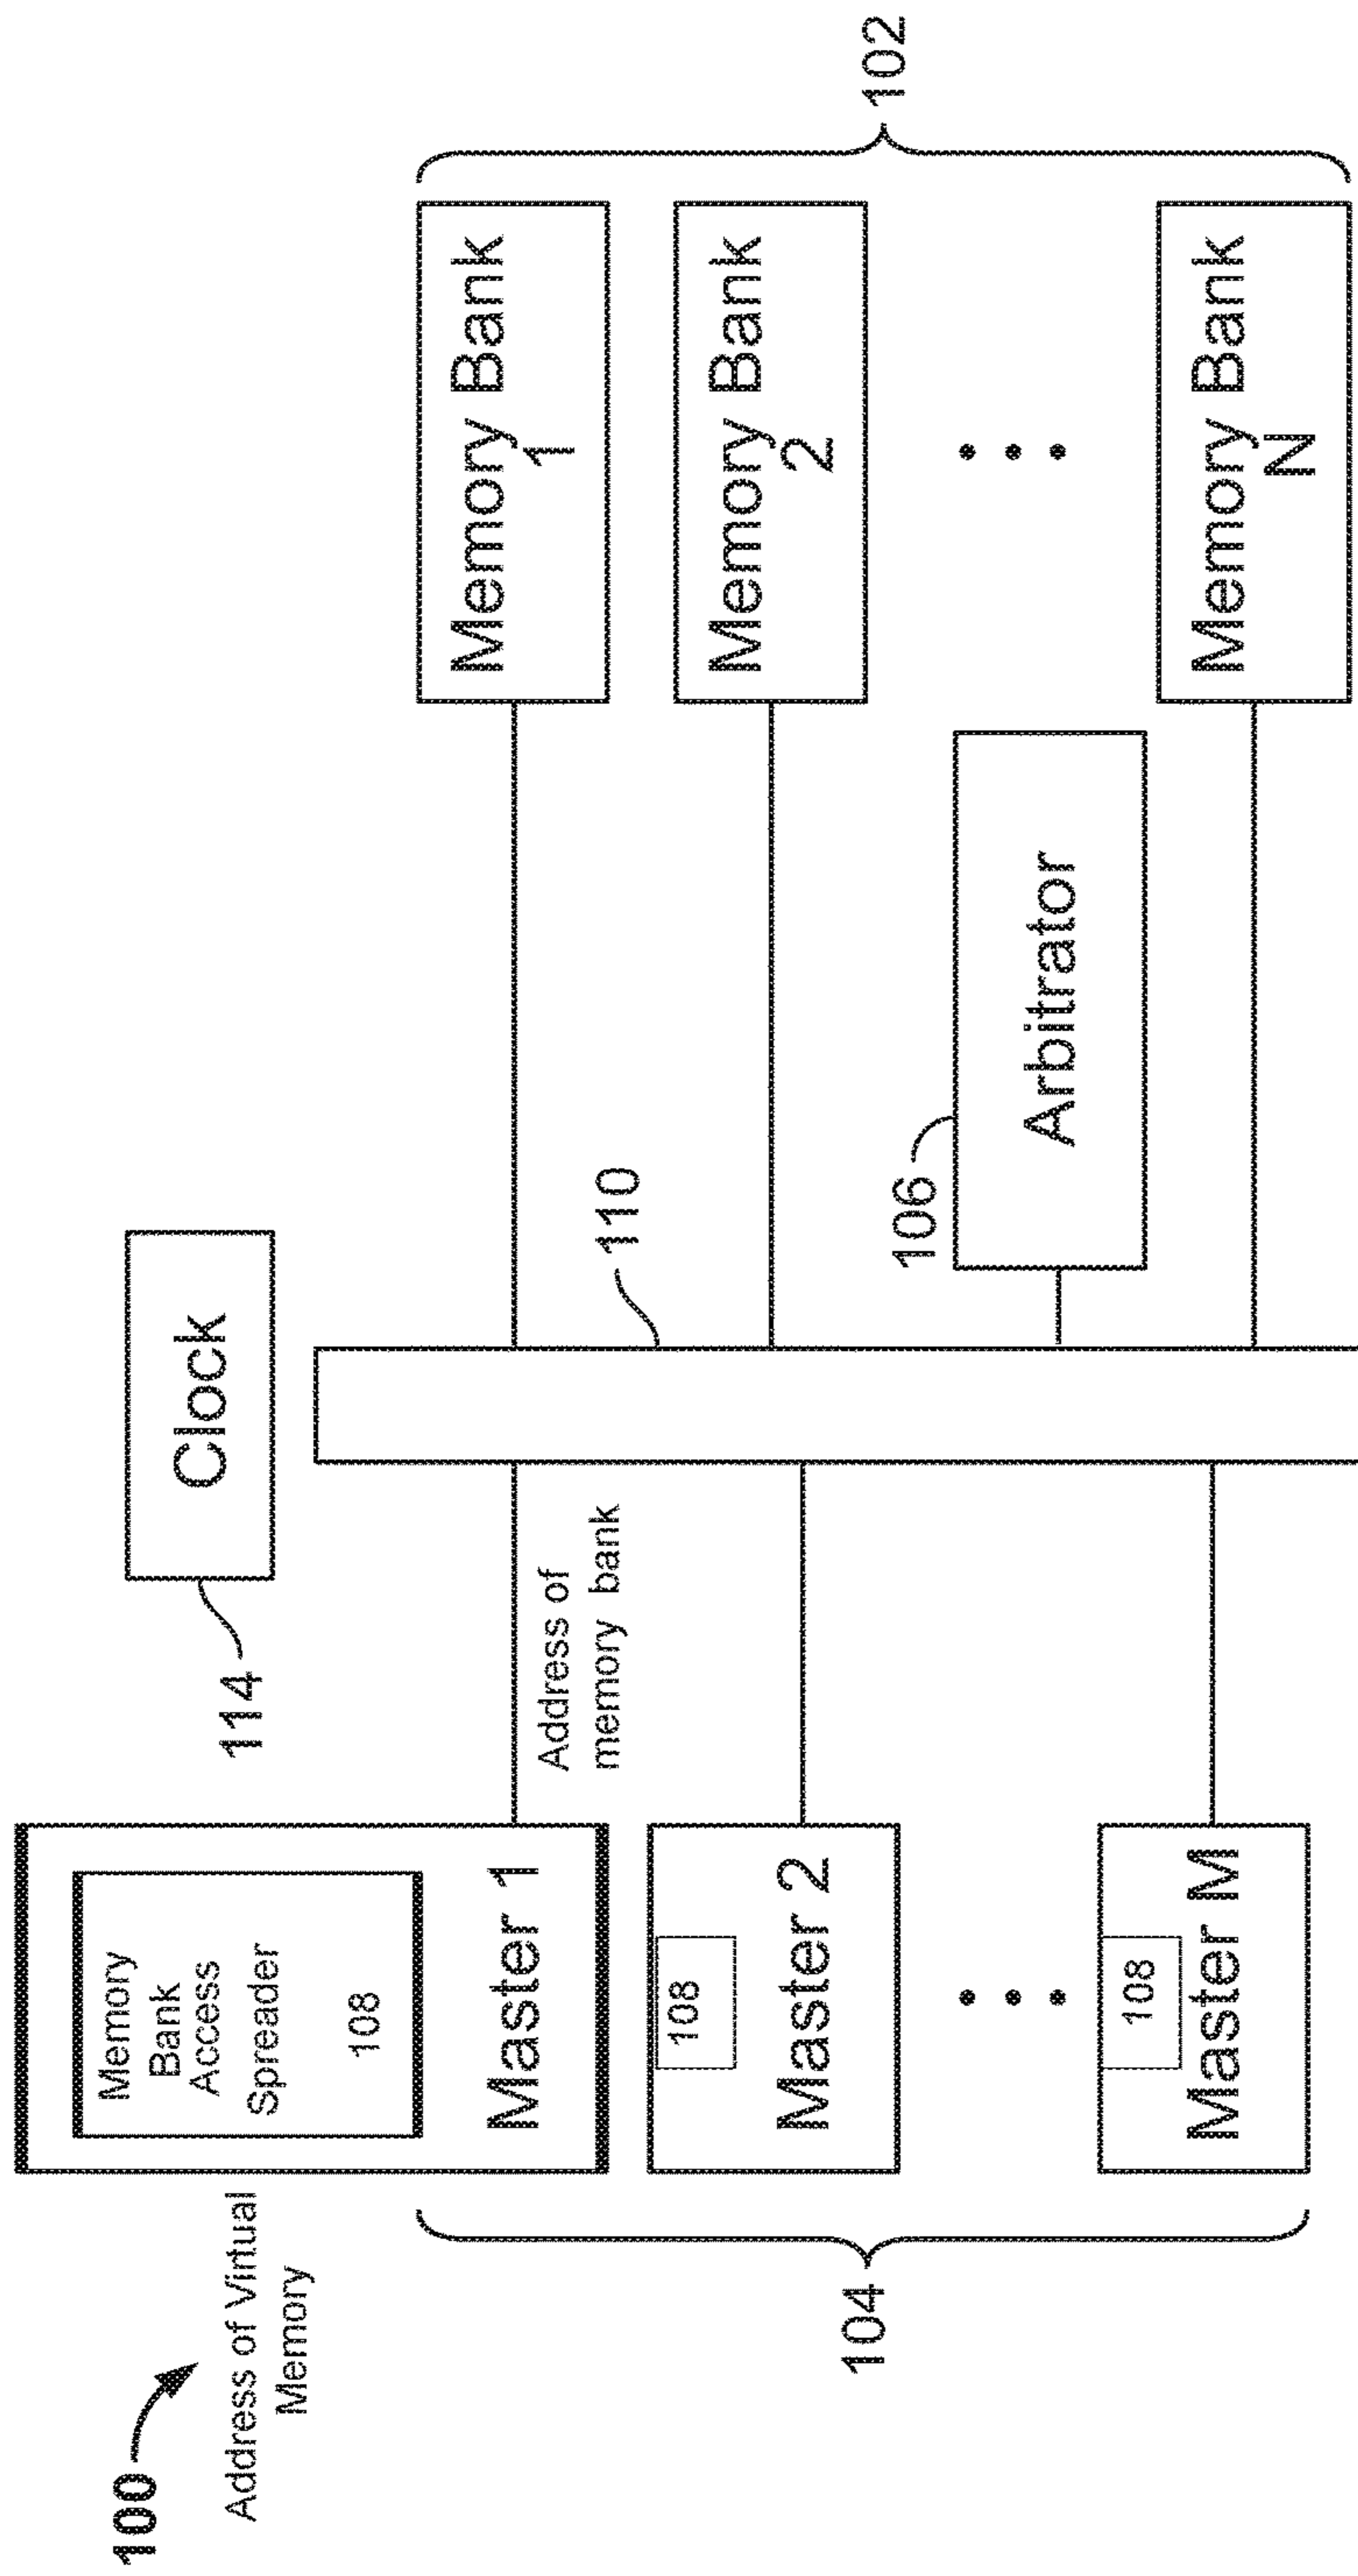 100
Address of Virtual
Memory
Memory
Bank
Access
Spreader
108
Master 1
108
Master 2
108
Master M
104
114
Clock
Address of
memory bank
110
106
Arbitrator
Memory Bank
1
Memory Bank
2
Memory Bank
N
102